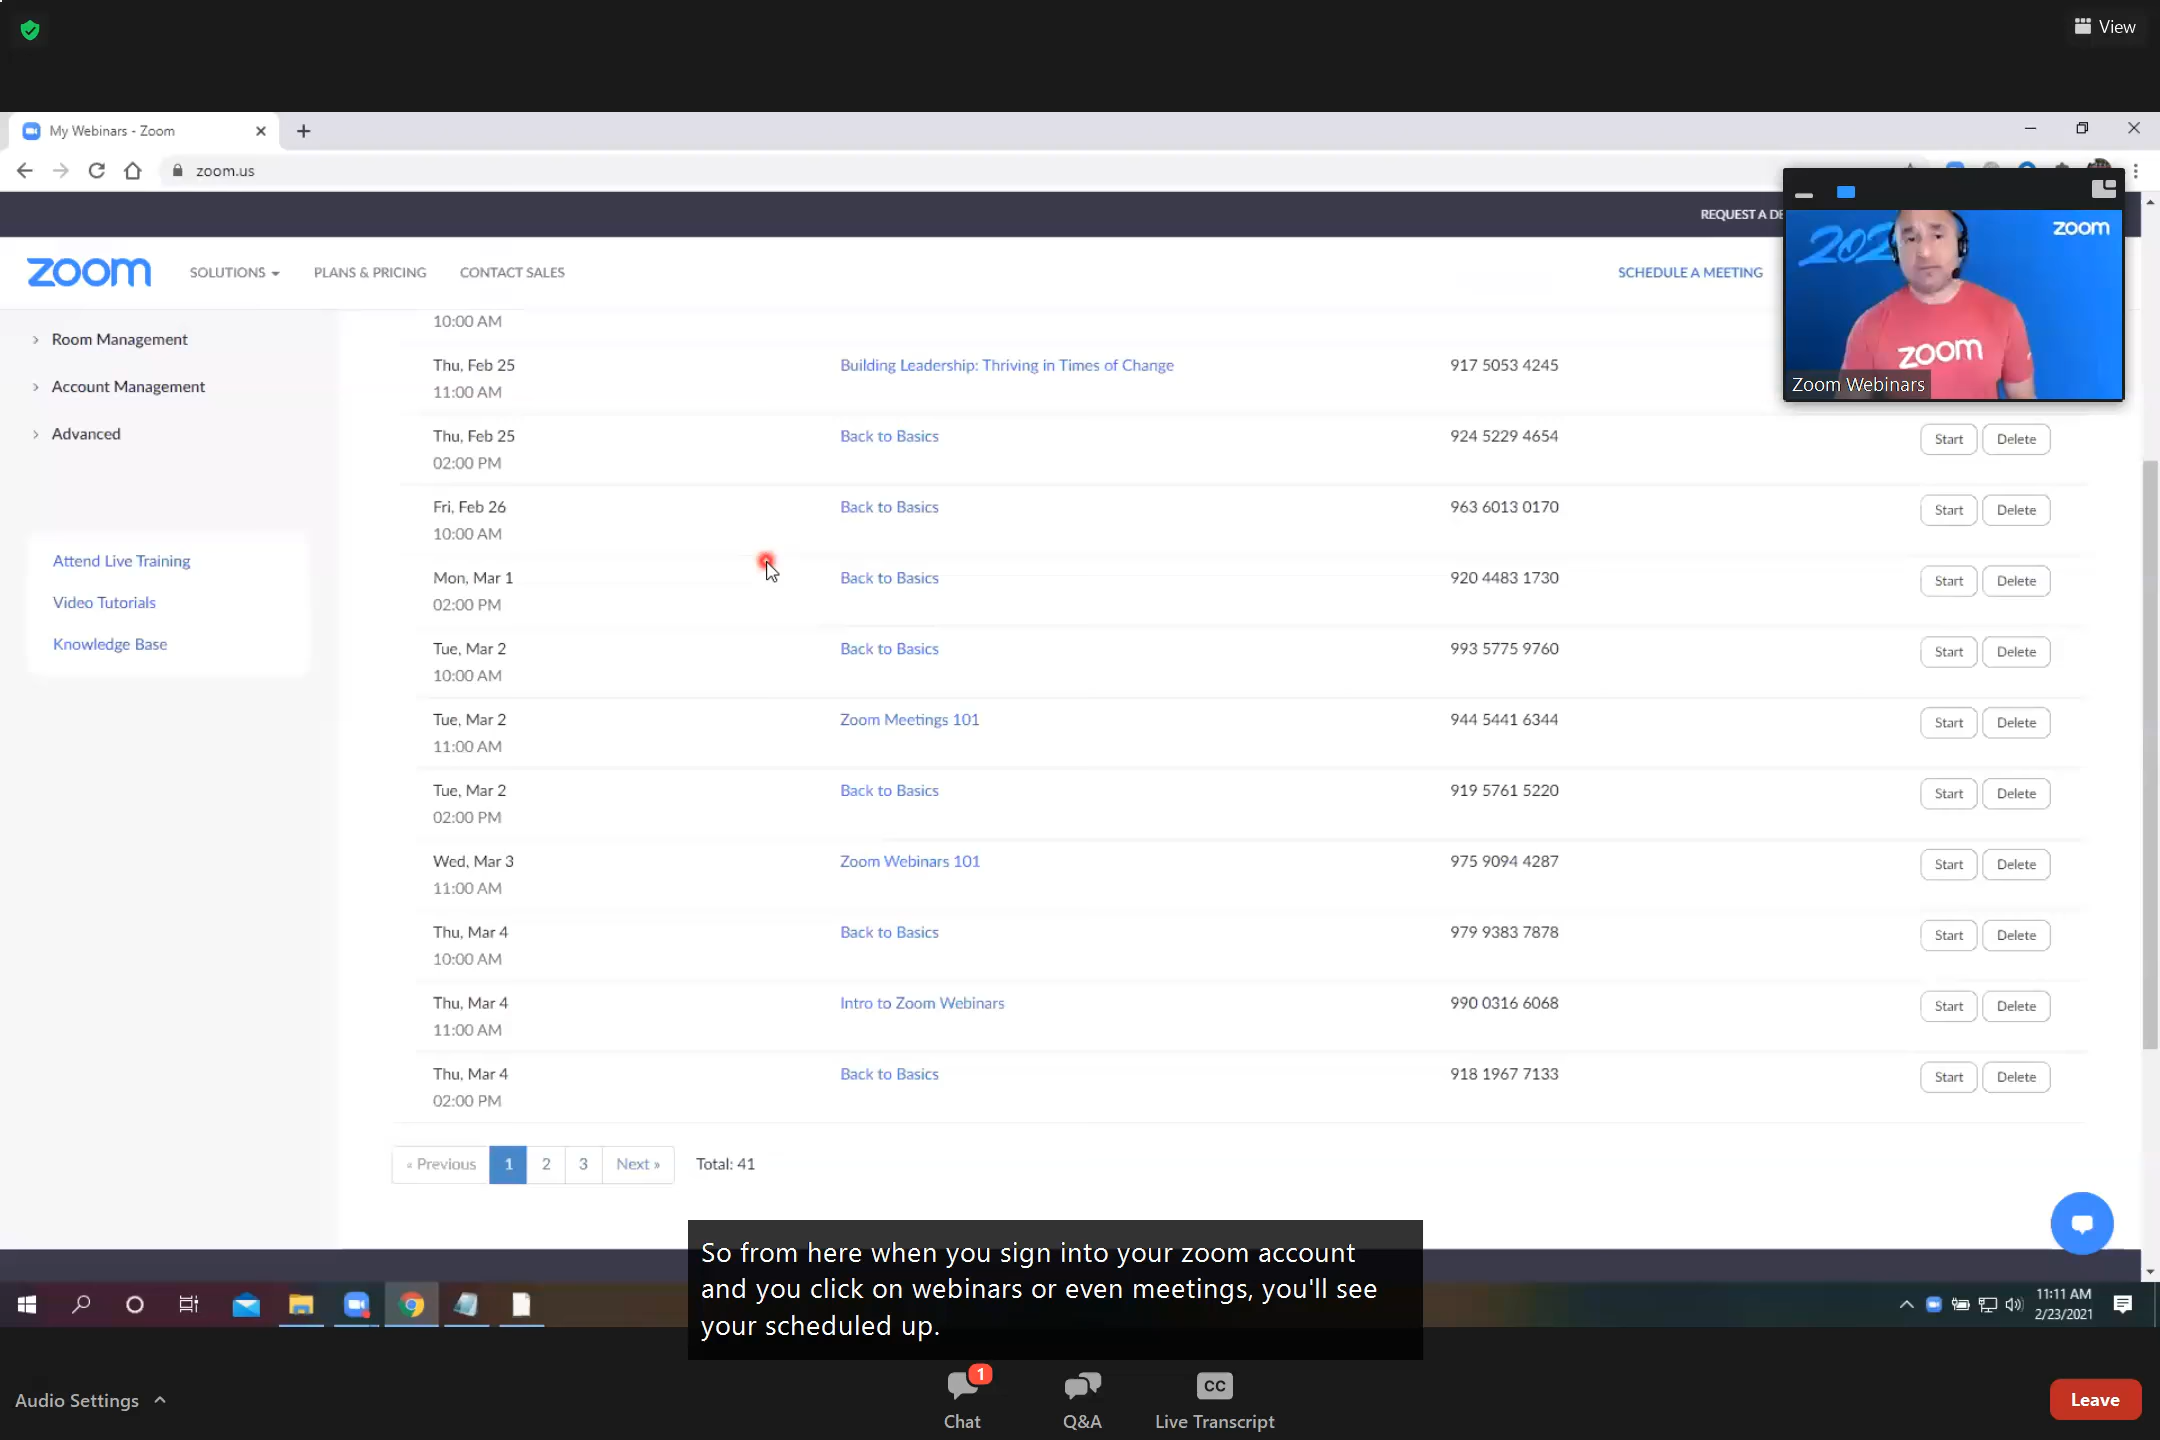 View
My Webinars - Zoom
zoom.us
REQUEST A DE
zoom
SOLUTIONS
PLANS & PRICING
CONTACT SALES
SCHEDULE A MEETING
202
zoom
zoom
Zoom Webinars
Room Management
Account Management
Advanced
Attend Live Training
Video Tutorials
Knowledge Base
10:00 AM
Thu, Feb 25 Building Leadership: Thriving in Times of Change 917 5053 4245
11:00 AM
Thu, Feb 25 Back to Basics 924 5229 4654 Start Delete
02:00 PM
Fri, Feb 26 Back to Basics 963 6013 0170 Start Delete
10:00 AM
Mon, Mar 1 Back to Basics 920 4483 1730 Start Delete
02:00 PM
Tue, Mar 2 Back to Basics 993 5775 9760 Start Delete
10:00 AM
Tue, Mar 2 Zoom Meetings 101 944 5441 6344 Start Delete
11:00 AM
Tue, Mar 2 Back to Basics 919 5761 5220 Start Delete
02:00 PM
Wed, Mar 3 Zoom Webinars 101 975 9094 4287 Start Delete
11:00 AM
Thu, Mar 4 Back to Basics 979 9383 7878 Start Delete
10:00 AM
Thu, Mar 4 Intro to Zoom Webinars 990 0316 6068 Start Delete
11:00 AM
Thu, Mar 4 Back to Basics 918 1967 7133 Start Delete
02:00 PM
« Previous 1 2 3 Next » Total: 41
So from here when you sign into your zoom account
and you click on webinars or even meetings, you'll see
your scheduled up.
11:11 AM
2/23/2021
Audio Settings
1
Chat
Q&A
CC
Live Transcript
Leave